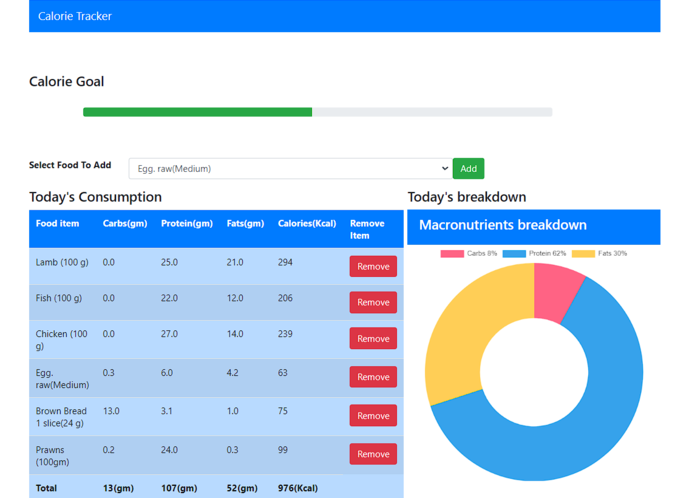 Calorie Tracker
Calorie Goal
Select Food To Add
Egg. raw(Medium)
Add
Today's Consumption
Today's breakdown
Food item Carbs(gm) Protein(gm) Fats(gm) Calories(Kcal) Remove
Item
Macronutrients breakdown
Carbs 8% Protein 62% Fats 30%
Lamb (100 g) 0.0 25.0 21.0 294 Remove
Fish (100 g) 0.0 22.0 12.0 206 Remove
Chicken (100
g) 0.0 27.0 14.0 239 Remove
Egg.
raw(Medium) 0.3 6.0 4.2 63 Remove
Brown Bread
1 slice(24 g) 13.0 3.1 1.0 75 Remove
Prawns
(100gm) 0.2 24.0 0.3 99 Remove
Total 13(gm) 107(gm) 52(gm) 976(Kcal)